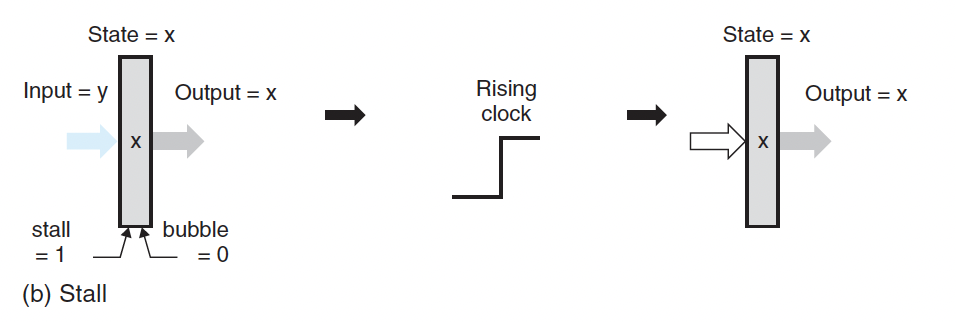 State = x
State = x
Input = y
Output = x
Rising
clock
Output = x
x
x
stall
= 1
bubble
= 0
(b) Stall